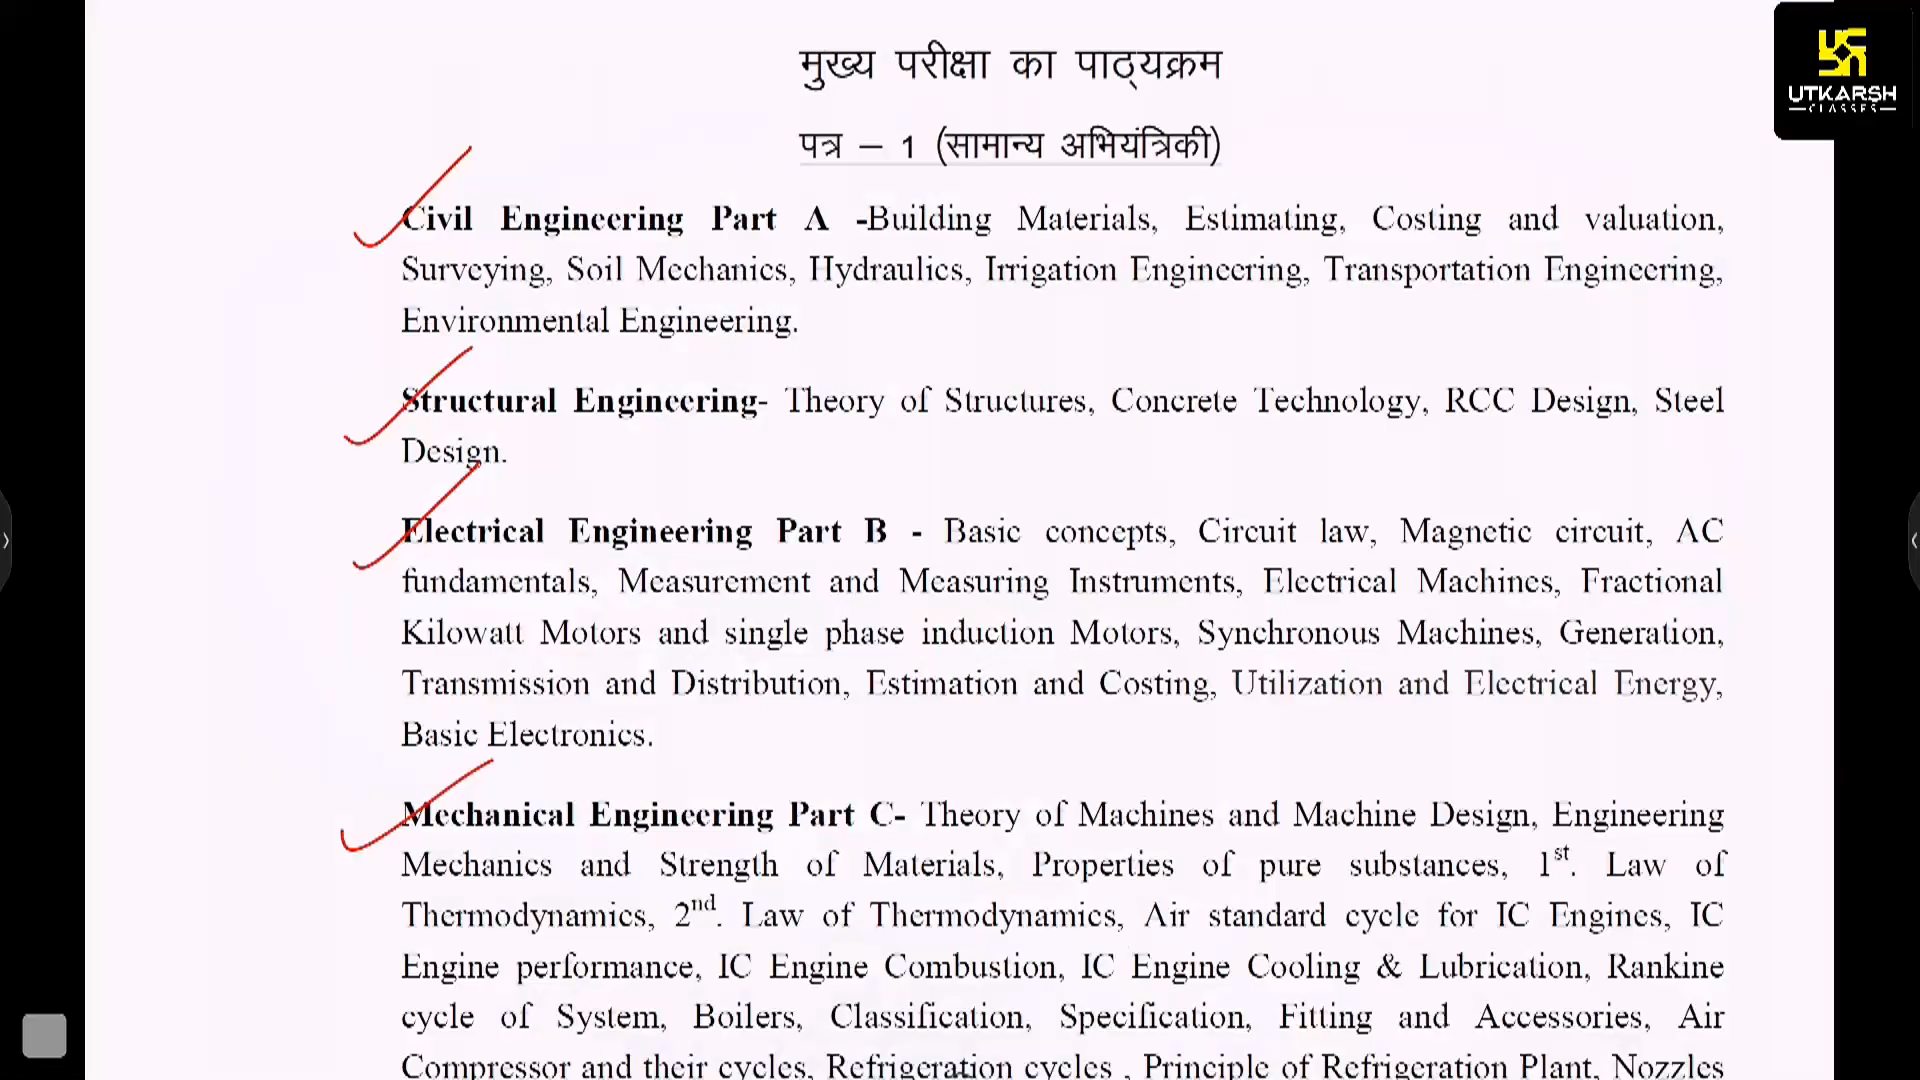 मुख्य परीक्षा का पाठ्यक्रम
UTKARSH
CLASSES
पत्र – 1 (सामान्य अभियंत्रिकी)
Civil Engineering Part A -Building Materials, Estimating, Costing and valuation,
Surveying, Soil Mechanics, Hydraulics, Irrigation Engineering, Transportation Engineering,
Environmental Engineering.
Structural Engineering- Theory of Structures, Concrete Technology, RCC Design, Steel
Design.
Electrical Engineering Part B - Basic concepts, Circuit law, Magnetic circuit, AC
fundamentals, Measurement and Measuring Instruments, Electrical Machines, Fractional
Kilowatt Motors and single phase induction Motors, Synchronous Machines, Generation,
Transmission and Distribution, Estimation and Costing, Utilization and Electrical Energy,
Basic Electronics.
Mechanical Engineering Part C- Theory of Machines and Machine Design, Engineering
Mechanics and Strength of Materials, Properties of pure substances, 1st. Law of
Thermodynamics, 2nd. Law of Thermodynamics, Air standard cycle for IC Engines, IC
Engine performance, IC Engine Combustion, IC Engine Cooling & Lubrication, Rankine
cycle of System, Boilers, Classification, Specification, Fitting and Accessories, Air
Compressor and their cycles, Refrigeration cycles , Principle of Refrigeration Plant, Nozzles